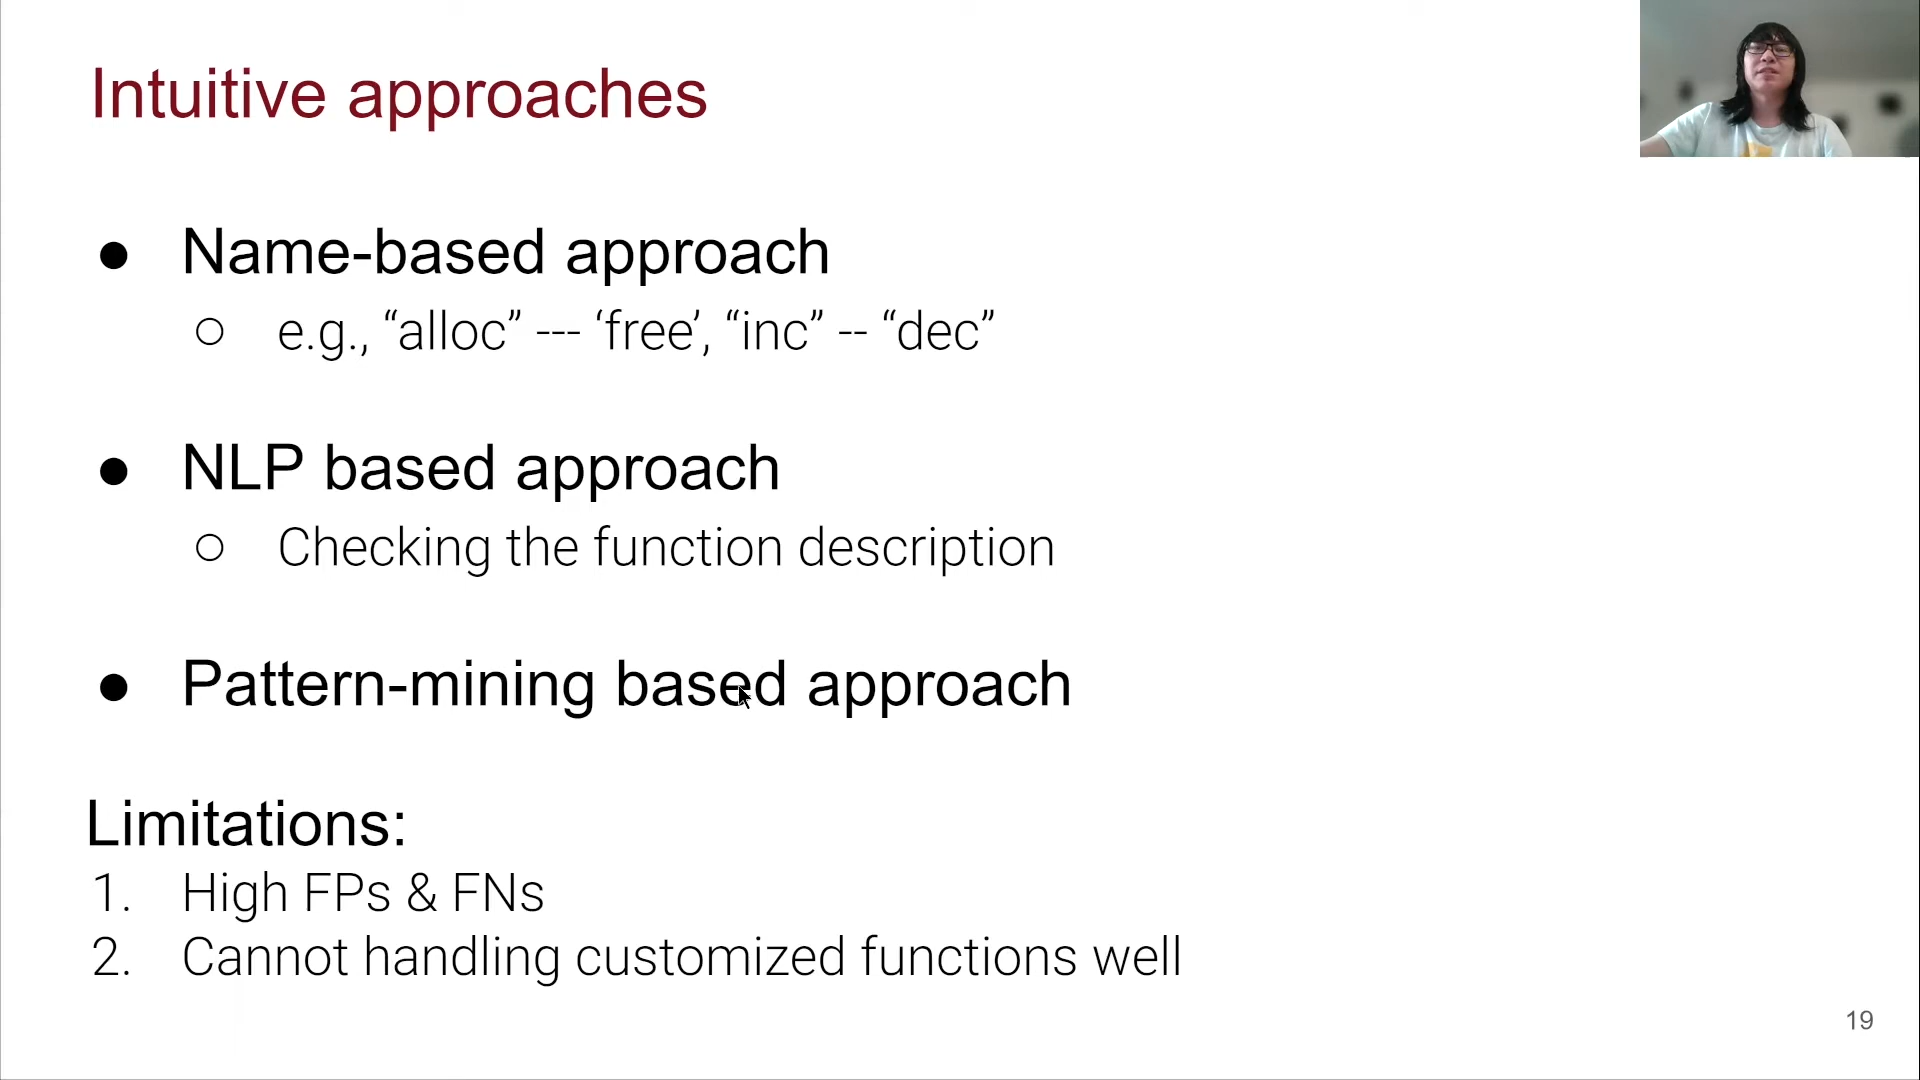 Intuitive approaches
● Name-based approach
○ e.g., “alloc” --- ‘free’, “inc” -- “dec”
● NLP based approach
○ Checking the function description
● Pattern-mining based approach
Limitations:
1. High FPs & FNs
2. Cannot handling customized functions well
19